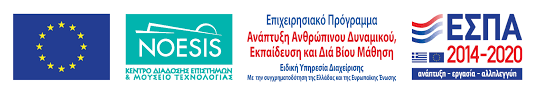 NOESIS
ΚΕΝΤΡΟ ΔΙΑΔΟΣΗΣ ΕΠΙΣΤΗΜΩΝ
& ΜΟΥΣΕΙΟ ΤΕΧΝΟΛΟΓΙΑΣ
Επιχειρησιακό Πρόγραμμα
Ανάπτυξη Ανθρώπινου Δυναμικού,
Εκπαίδευση και Διά Βίου Μάθηση
Ειδική Υπηρεσία Διαχείρισης
Με την συγχρηματοδότηση της Ελλάδας και της Ευρωπαϊκής Ένωσης
ΕΣΠΑ
2014-2020
ανάπτυξη - εργασία - αλληλεγγύη